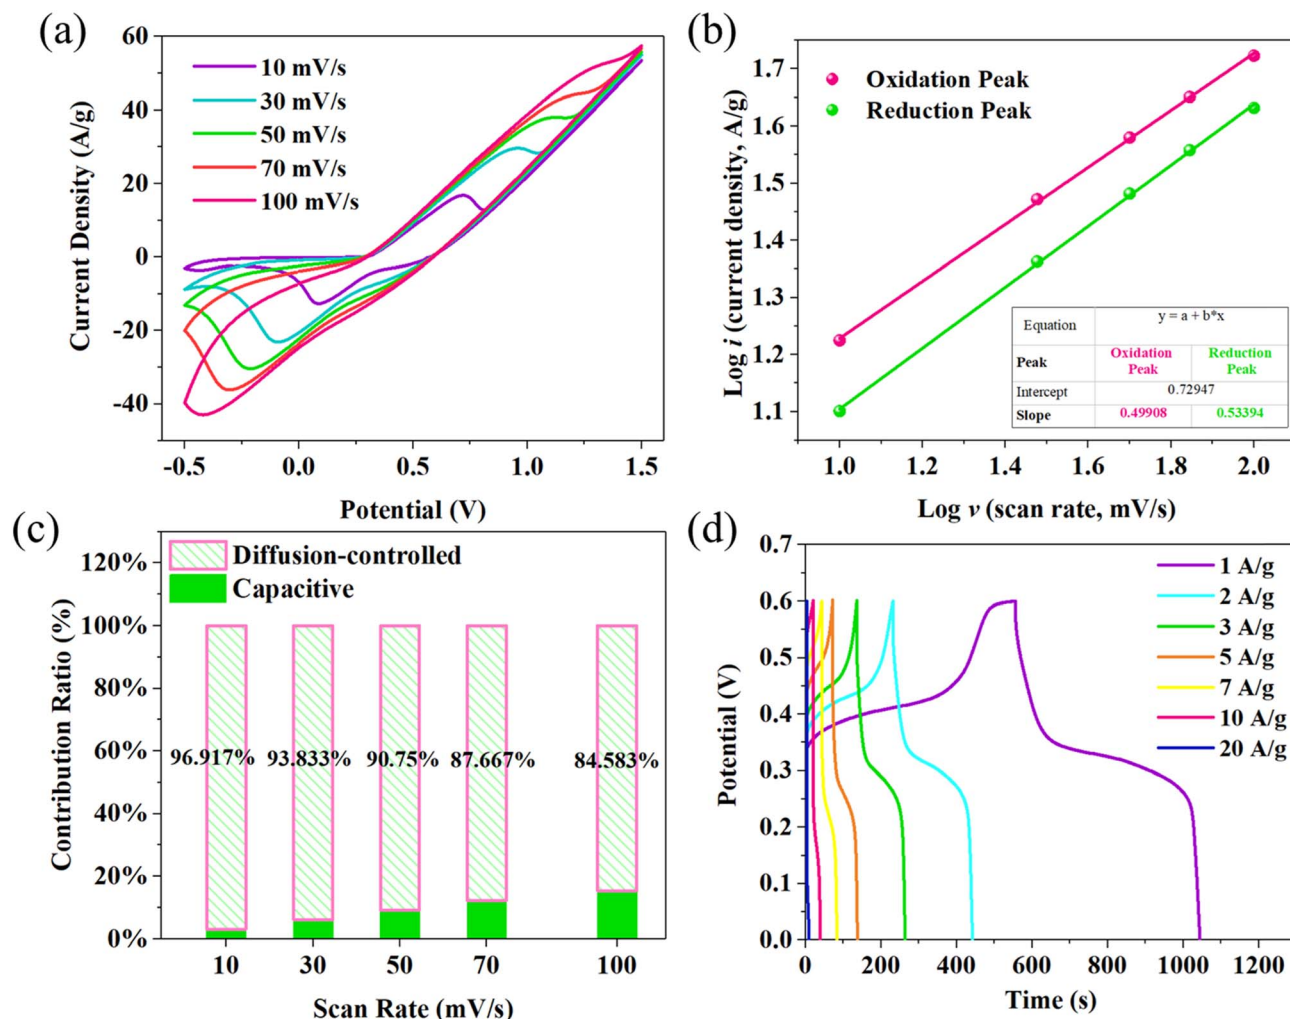 (a)
60
40
20
0
-20
-40
Current Density (A/g)
10 mV/s
30 mV/s
50 mV/s
70 mV/s
100 mV/s
-0.5 0.0 0.5 1.0 1.5
Potential (V)
(b)
1.7
1.6
1.5
1.4
1.3
1.2
1.1
Log i (current density, A/g)
Oxidation Peak
Reduction Peak
Equation y = a + b*x
Peak Oxidation Peak Reduction Peak
Intercept 0.72947
Slope 0.49908 0.53394
1.0 1.2 1.4 1.6 1.8 2.0
Log v (scan rate, mV/s)
(c)
120%
100%
80%
60%
40%
20%
0%
Contribution Ratio (%)
Diffusion-controlled
Capacitive
96.917% 93.833% 90.75% 87.667% 84.583%
10 30 50 70 100
Scan Rate (mV/s)
(d)
0.7
0.6
0.5
0.4
0.3
0.2
0.1
0.0
Potential (V)
1 A/g
2 A/g
3 A/g
5 A/g
7 A/g
10 A/g
20 A/g
0 200 400 600 800 1000 1200
Time (s)